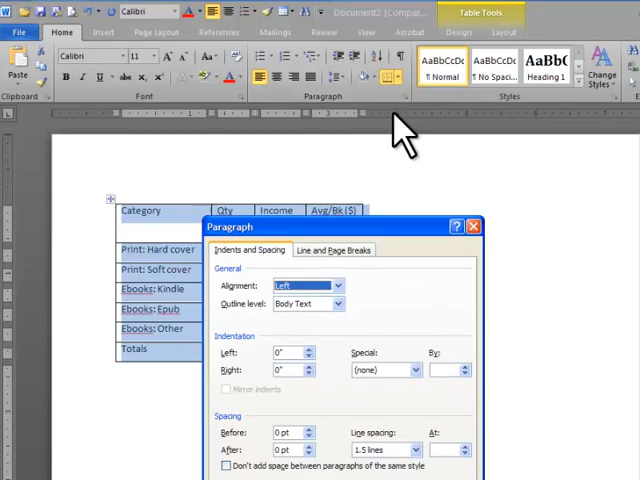 Calibri
Document2 [Compat...
Table Tools
File
Home
Insert
Page Layout
References
Mailings
Review
View
Acrobat
Design
Layout
Paste
Calibri
11
B I U
AaBbCcDc
AaBbCcDc
AaBbC
¶ Normal
¶ No Spaci...
Heading 1
Change
Styles
Clipboard
Font
Paragraph
Styles
Category
Qty
Income
Avg/Bk ($)
Print: Hard cover
Print: Soft cover
Ebooks: Kindle
Ebooks: Epub
Ebooks: Other
Totals
Paragraph
Indents and Spacing
Line and Page Breaks
General
Alignment:
Left
Outline level:
Body Text
Indentation
Left:
0"
Special:
By:
Right:
0"
(none)
Mirror indents
Spacing
Before:
0 pt
Line spacing:
At:
After:
0 pt
1.5 lines
Don't add space between paragraphs of the same style